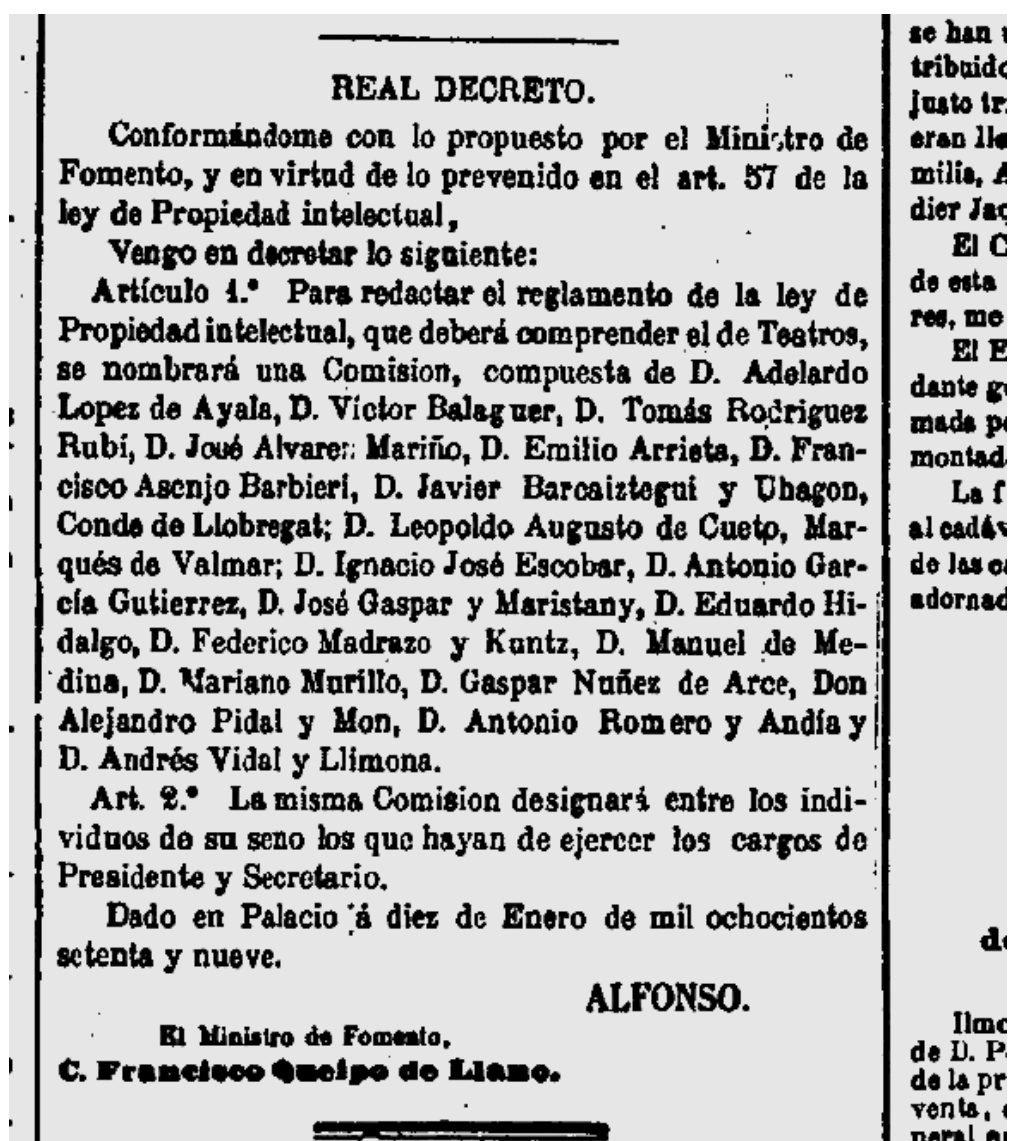 REAL DECRETO.
Conformándome con lo propuesto por el Ministro de
Fomento, y en virtud de lo prevenido en el art. 57 de la
ley de Propiedad intelectual,
Vengo en decretar lo siguiente:
Artículo 1.° Para redactar el reglamento de la ley de
Propiedad intelectual, que deberá comprender el de Teatros,
se nombrará una Comision, compuesta de D. Adelardo
Lopez de Ayala, D. Víctor Balaguer, D. Tomás Rodriguez
Rubí, D. José Alvarez Mariño, D. Emilio Arrieta, D. Fran-
cisco Asenjo Barbieri, D. Javier Barcaiztegui y Uhagon,
Conde de Llobregat; D. Leopoldo Augusto de Cueto, Mar-
qués de Valmar; D. Ignacio José Escobar, D. Antonio Gar-
cía Gutierrez, D. José Gaspar y Maristany, D. Eduardo Hi-
dalgo, D. Federico Madrazo y Kuntz, D. Manuel de Me-
dina, D. Mariano Murillo, D. Gaspar Nuñez de Arce, Don
Alejandro Pidal y Mon, D. Antonio Romero y Andía y
D. Andrés Vidal y Llimona.
Art. 2.° La misma Comision designará entre los indi-
viduos de su seno los que hayan de ejercer los cargos de
Presidente y Secretario.
Dado en Palacio á diez de Enero de mil ochocientos
setenta y nueve.
ALFONSO.
El Ministro de Fomento,
C. Francisco Queipo de Llano.
se han
tribuido
justo
eran
milia,
dier
El
de esta
res, me
El
dante
mada
montad
La
al cadáv
de las
adornad
de
Ilmo
de D.
de la pr
venta,
neral